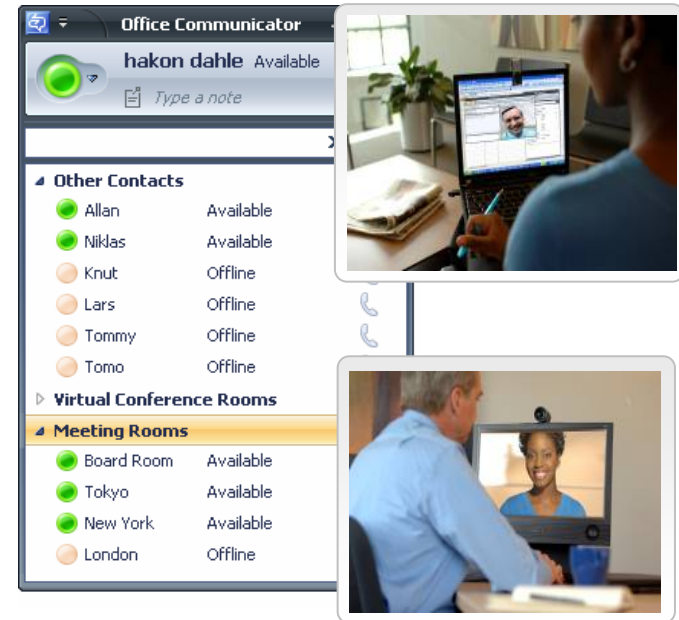 Office Communicator
hakon dahle Available
Type a note
Other Contacts
Allan Available
Niklas Available
Knut Offline
Lars Offline
Tommy Offline
Tomo Offline
Virtual Conference Rooms
Meeting Rooms
Board Room Available
Tokyo Available
New York Available
London Offline